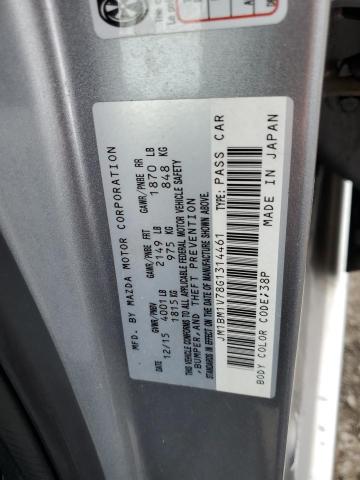 MFD. BY MAZDA MOTOR CORPORATION
DATE GVWR/PNBV GAWR/PNBE FRT GAWR/PNBE RR
12/15 4001 LB 2149 LB 1870 LB
1815 KG 975 KG 848 KG
THIS VEHICLE CONFORMS TO ALL APPLICABLE FEDERAL MOTOR VEHICLE SAFETY
, BUMPER, AND THEFT PREVENTION STANDARDS IN EFFECT ON THE DATE OF MANUFACTURE SHOWN ABOVE.
JM1BM1V78G1314461 TYPE: PASS CAR
BODY COLOR CODE/38P MADE IN JAPAN